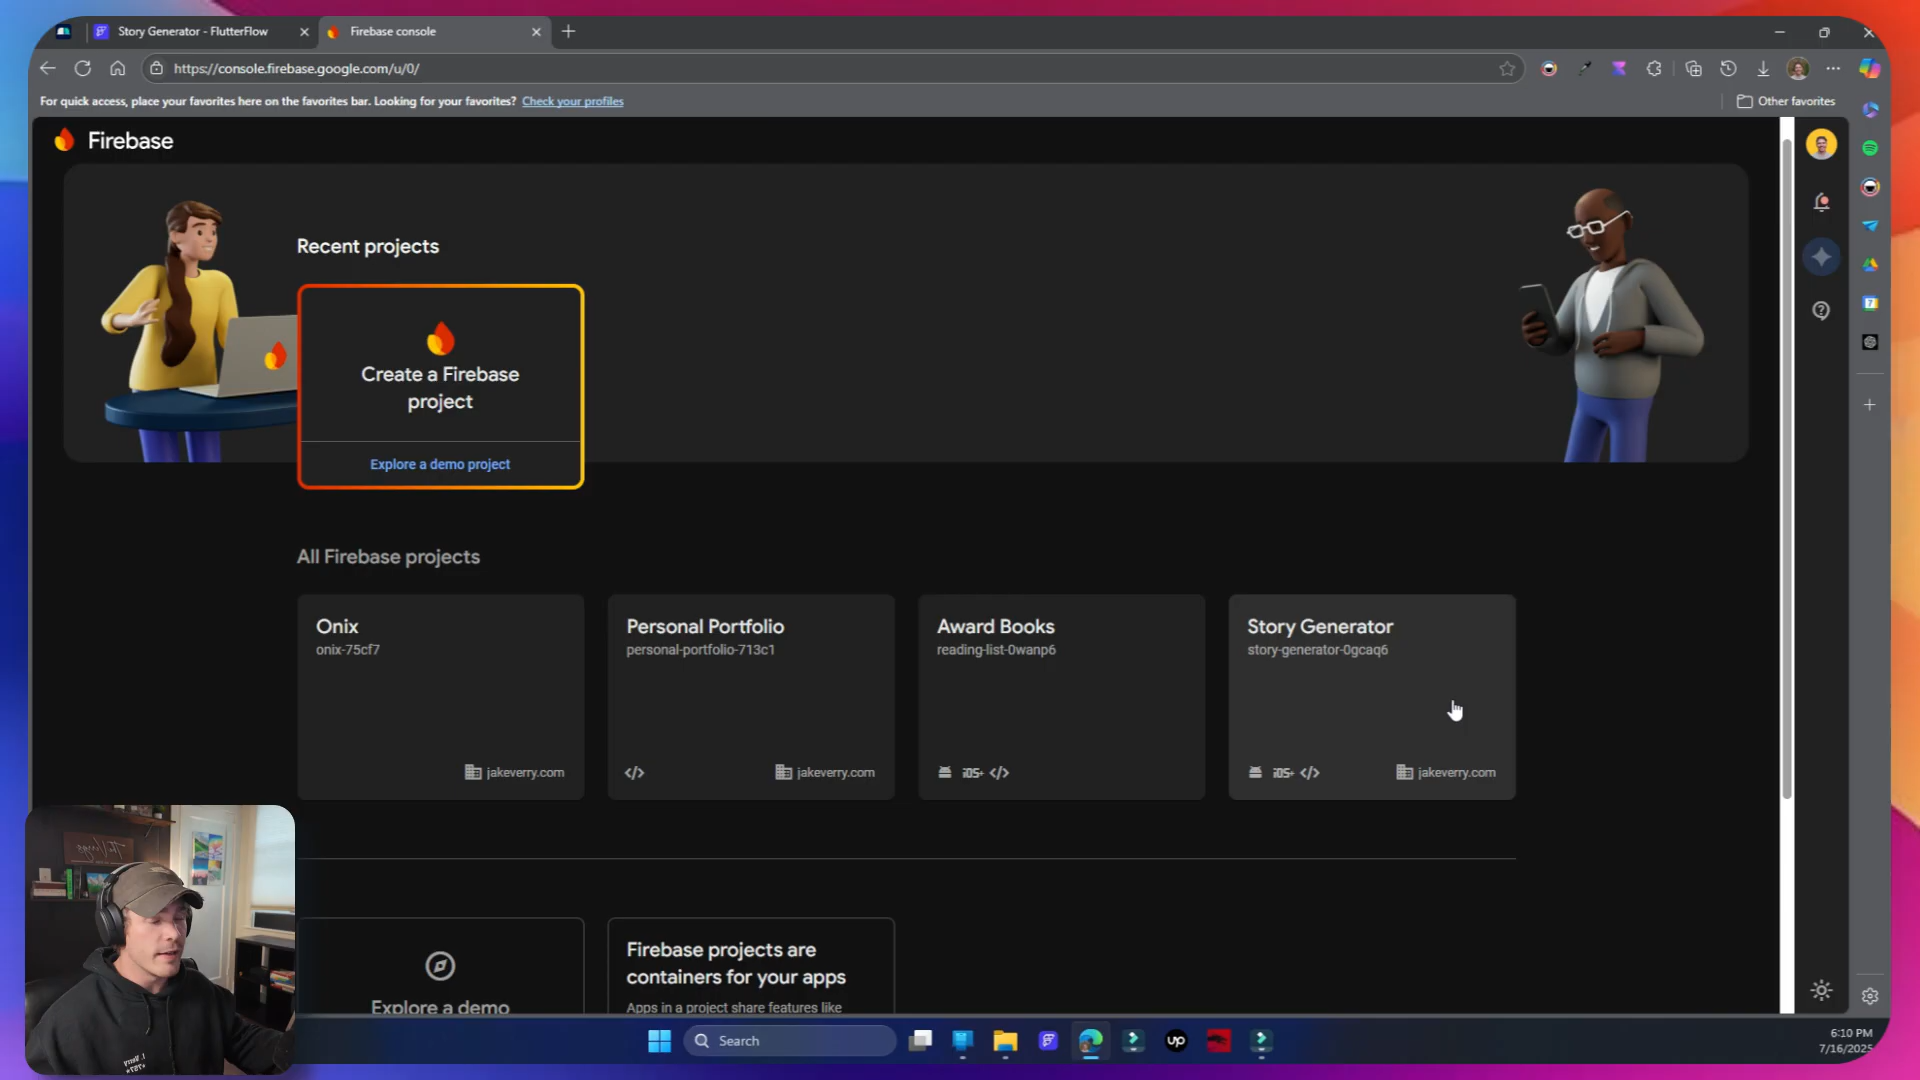 Story Generator - FlutterFlow
Firebase console
https://console.firebase.google.com/u/0/
For quick access, place your favorites here on the favorites bar. Looking for your favorites? Check your profiles
Other favorites
Firebase
Recent projects
Create a Firebase
project
Explore a demo project
All Firebase projects
Onix
onix-75cf7
jakeverry.com
Personal Portfolio
personal-portfolio-713c1
jakeverry.com
Award Books
reading-list-0wanp6
iOS+
Story Generator
story-generator-0gcaq6
iOS+
jakeverry.com
Explore a demo
Firebase projects are
containers for your apps
Apps in a project share features like
Search
up
6:10 PM
7/16/2025